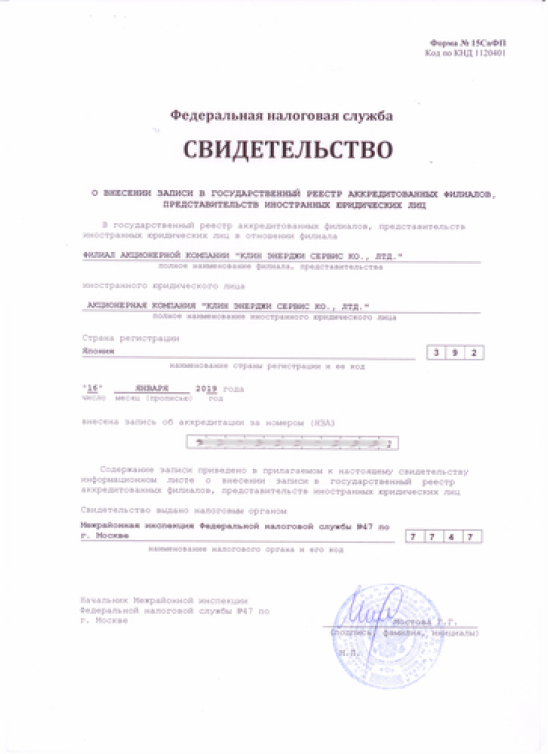 Форма № 15СвФП
Код по КНД 1120401
Федеральная налоговая служба
СВИДЕТЕЛЬСТВО
О ВНЕСЕНИИ ЗАПИСИ В ГОСУДАРСТВЕННЫЙ РЕЕСТР АККРЕДИТОВАННЫХ ФИЛИАЛОВ,
ПРЕДСТАВИТЕЛЬСТВ ИНОСТРАННЫХ ЮРИДИЧЕСКИХ ЛИЦ
В государственный реестр аккредитованных филиалов, представительств
иностранных юридических лиц в отношении филиала
ФИЛИАЛ АКЦИОНЕРНОЙ КОМПАНИИ "КЛИН ЭНЕРДЖИ СЕРВИС КО., ЛТД."
полное наименование филиала, представительства
иностранного юридического лица
АКЦИОНЕРНАЯ КОМПАНИЯ "КЛИН ЭНЕРДЖИ СЕРВИС КО., ЛТД."
полное наименование иностранного юридического лица
Страна регистрации
Япония 3 9 2
наименование страны регистрации и ее код
"16" ЯНВАРЯ 2019 года
число месяц (прописью) год
внесена запись об аккредитации за номером (НЗА)
Содержание записи приведено в прилагаемом к настоящему свидетельству
информационном листе о внесении записи в государственный реестр
аккредитованных филиалов, представительств иностранных юридических лиц
Свидетельство выдано налоговым органом
Межрайонная инспекция Федеральной налоговой службы №47 по
г. Москве 7 7 4 7
наименование налогового органа и его код
Начальник Межрайонной инспекции
Федеральной налоговой службы №47 по
г. Москве
Мостова Г.Г.
(подпись, фамилия, инициалы)
М.П.